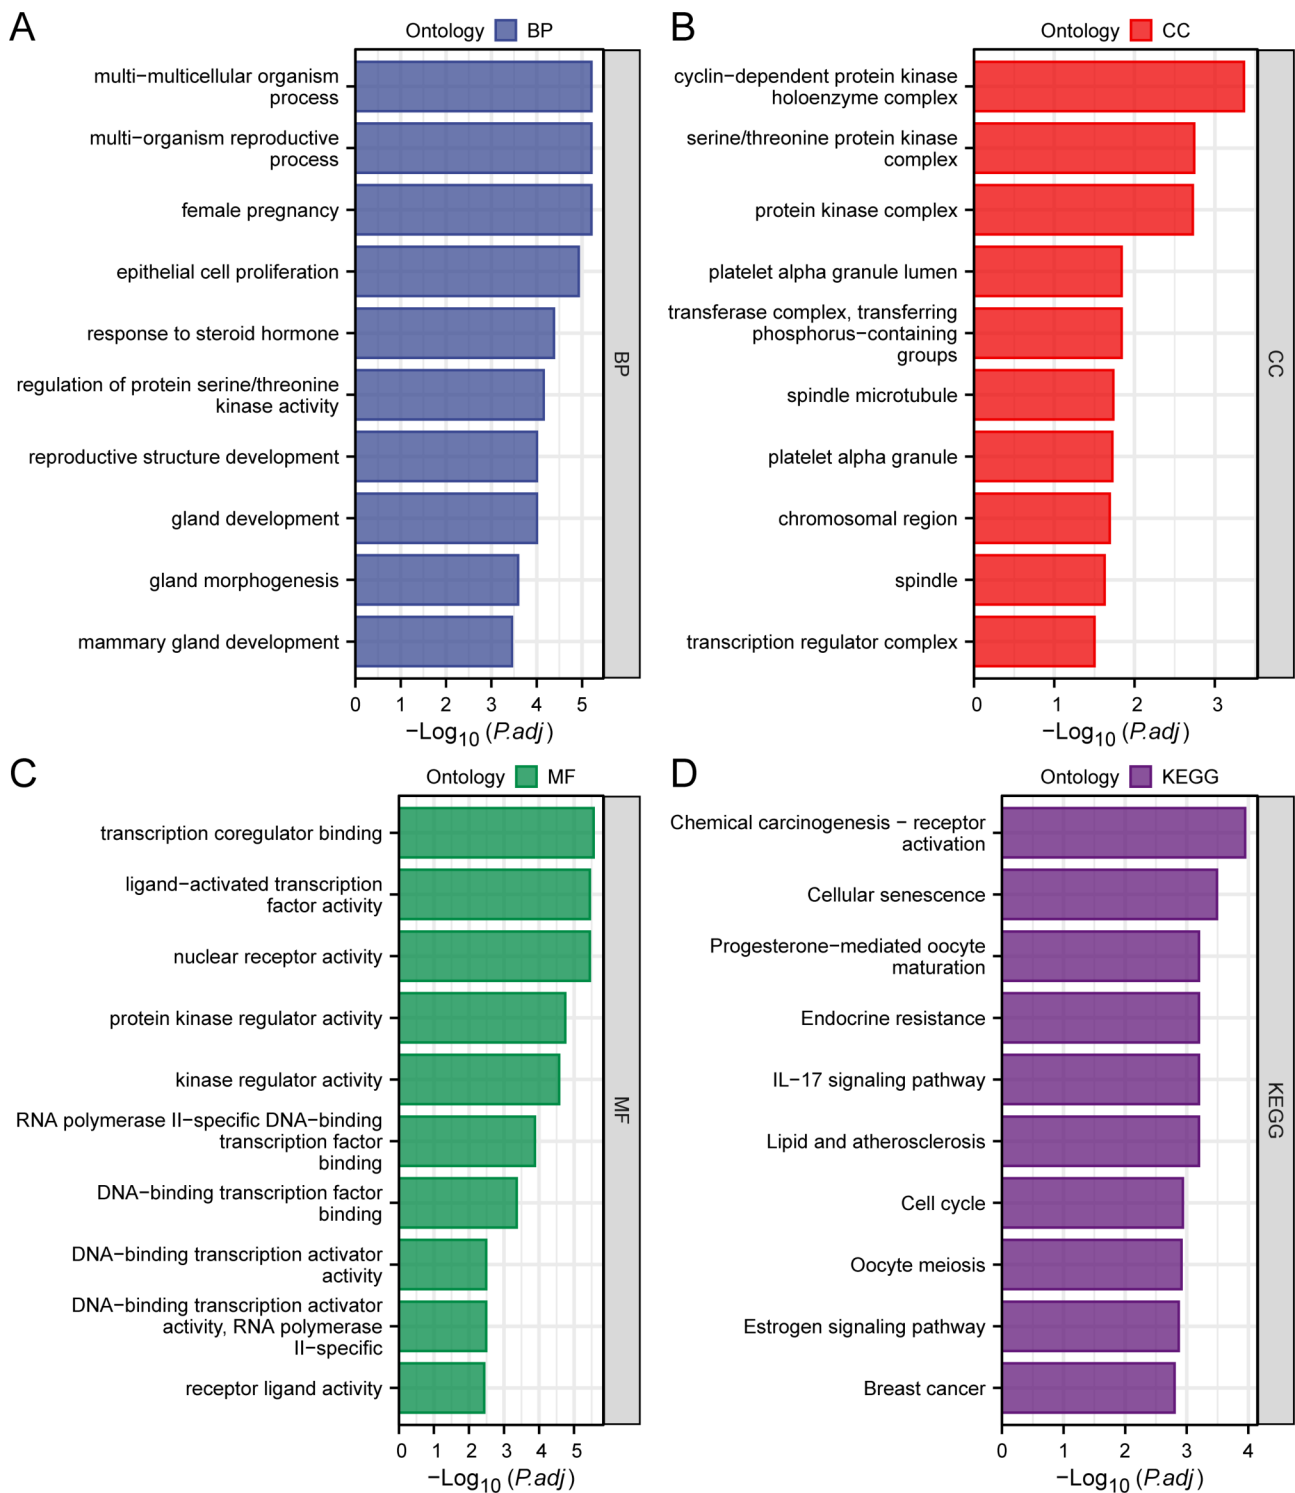 A
Ontology BP
multi−multicellular organism
process
multi−organism reproductive
process
female pregnancy
epithelial cell proliferation
response to steroid hormone
regulation of protein serine/threonine
kinase activity
reproductive structure development
gland development
gland morphogenesis
mammary gland development
BP
0 1 2 3 4 5
−Log10 (P.adj)
B
Ontology CC
cyclin−dependent protein kinase
holoenzyme complex
serine/threonine protein kinase
complex
protein kinase complex
platelet alpha granule lumen
transferase complex, transferring
phosphorus−containing
groups
spindle microtubule
platelet alpha granule
chromosomal region
spindle
transcription regulator complex
CC
0 1 2 3
−Log10 (P.adj)
C
Ontology MF
transcription coregulator binding
ligand−activated transcription
factor activity
nuclear receptor activity
protein kinase regulator activity
kinase regulator activity
RNA polymerase II−specific DNA−binding
transcription factor
binding
DNA−binding transcription factor
binding
DNA−binding transcription activator
activity
DNA−binding transcription activator
activity, RNA polymerase
II−specific
receptor ligand activity
MF
0 1 2 3 4 5
−Log10 (P.adj)
D
Ontology KEGG
Chemical carcinogenesis − receptor
activation
Cellular senescence
Progesterone−mediated oocyte
maturation
Endocrine resistance
IL−17 signaling pathway
Lipid and atherosclerosis
Cell cycle
Oocyte meiosis
Estrogen signaling pathway
Breast cancer
KEGG
0 1 2 3 4
−Log10 (P.adj)